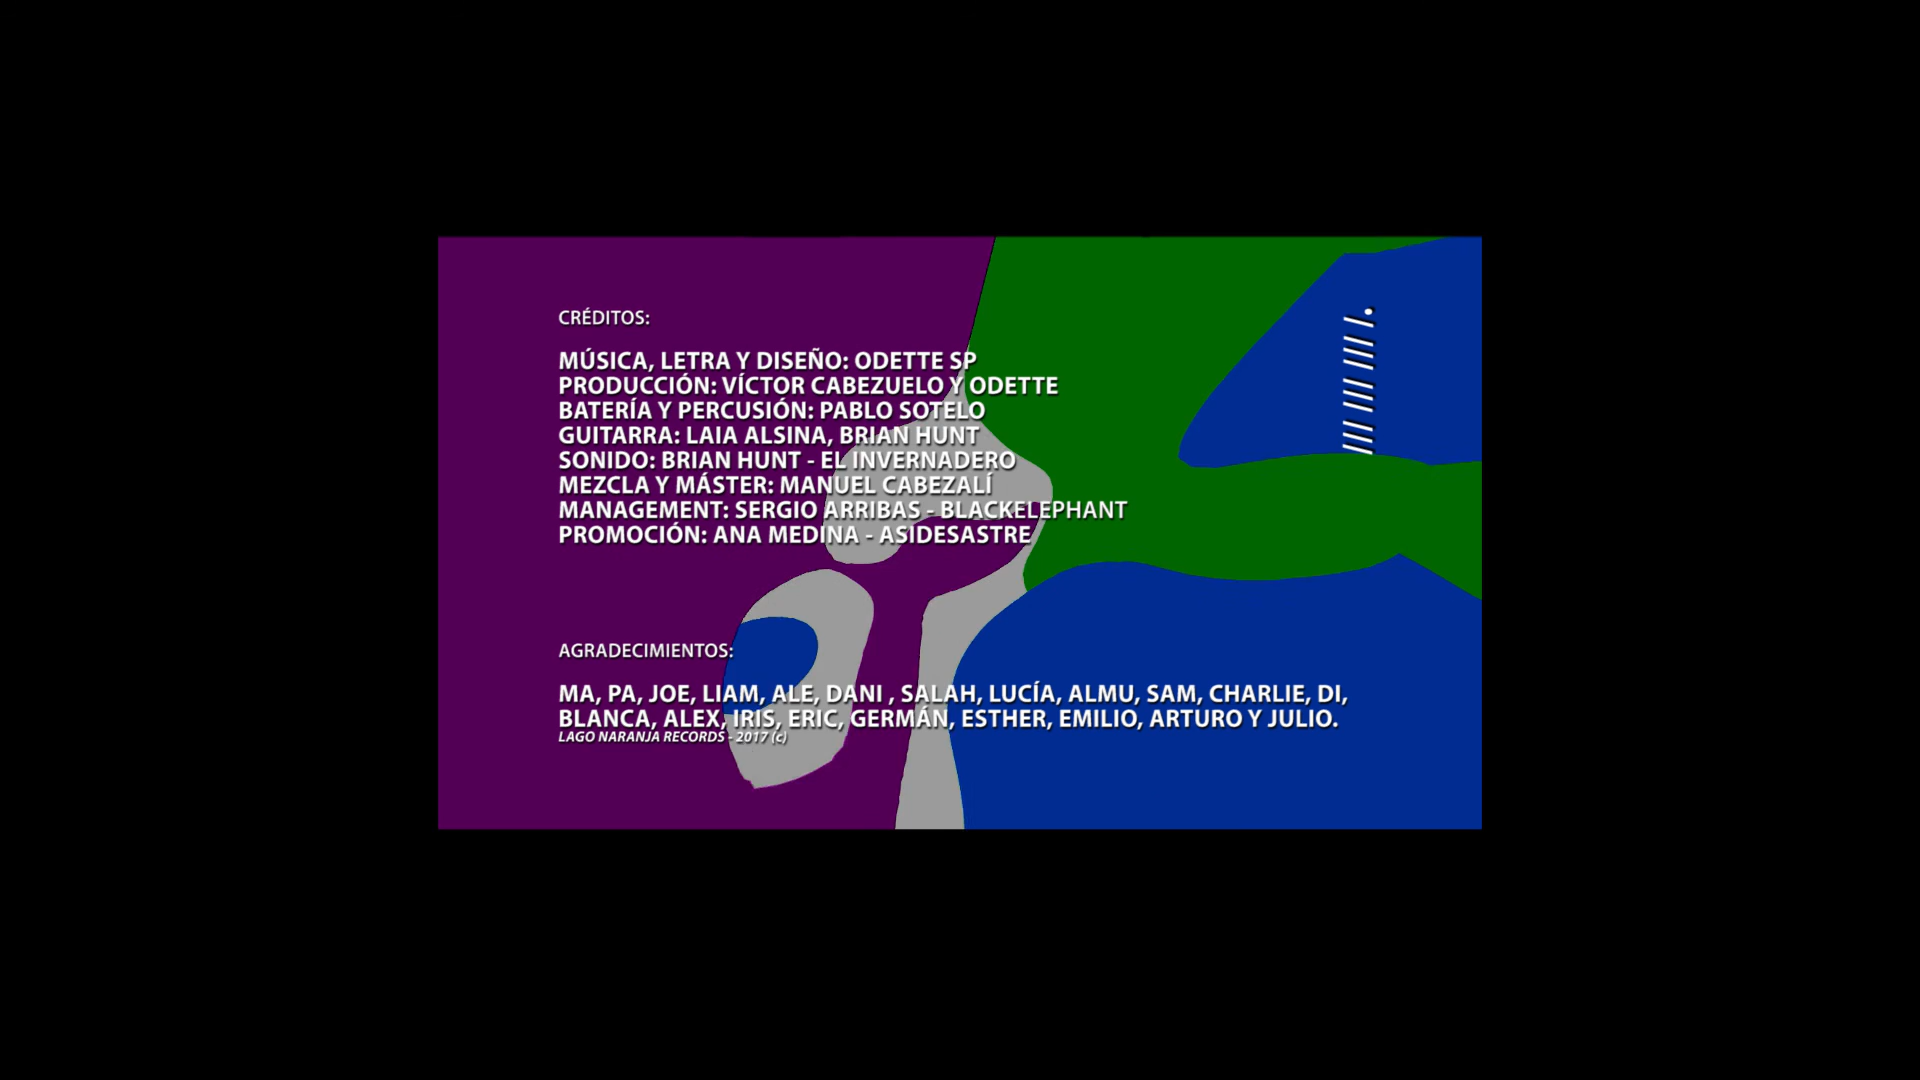 CRÉDITOS:
MÚSICA, LETRA Y DISEÑO: ODETTE SP
PRODUCCIÓN: VÍCTOR CABEZUELO Y ODETTE
BATERÍA Y PERCUSIÓN: PABLO SOTELO
GUITARRA: LAIA ALSINA, BRIAN HUNT
SONIDO: BRIAN HUNT - EL INVERNADERO
MEZCLA Y MÁSTER: MANUEL CABEZALÍ
MANAGEMENT: SERGIO ARRIBAS - BLACKELEPHANT
PROMOCIÓN: ANA MEDINA - ASIDESASTRE
AGRADECIMIENTOS:
MA, PA, JOE, LIAM, ALE, DANI , SALAH, LUCÍA, ALMU, SAM, CHARLIE, DI,
BLANCA, ALEX, IRIS, ERIC, GERMÁN, ESTHER, EMILIO, ARTURO Y JULIO.
LAGO NARANJA RECORDS - 2017 (c)